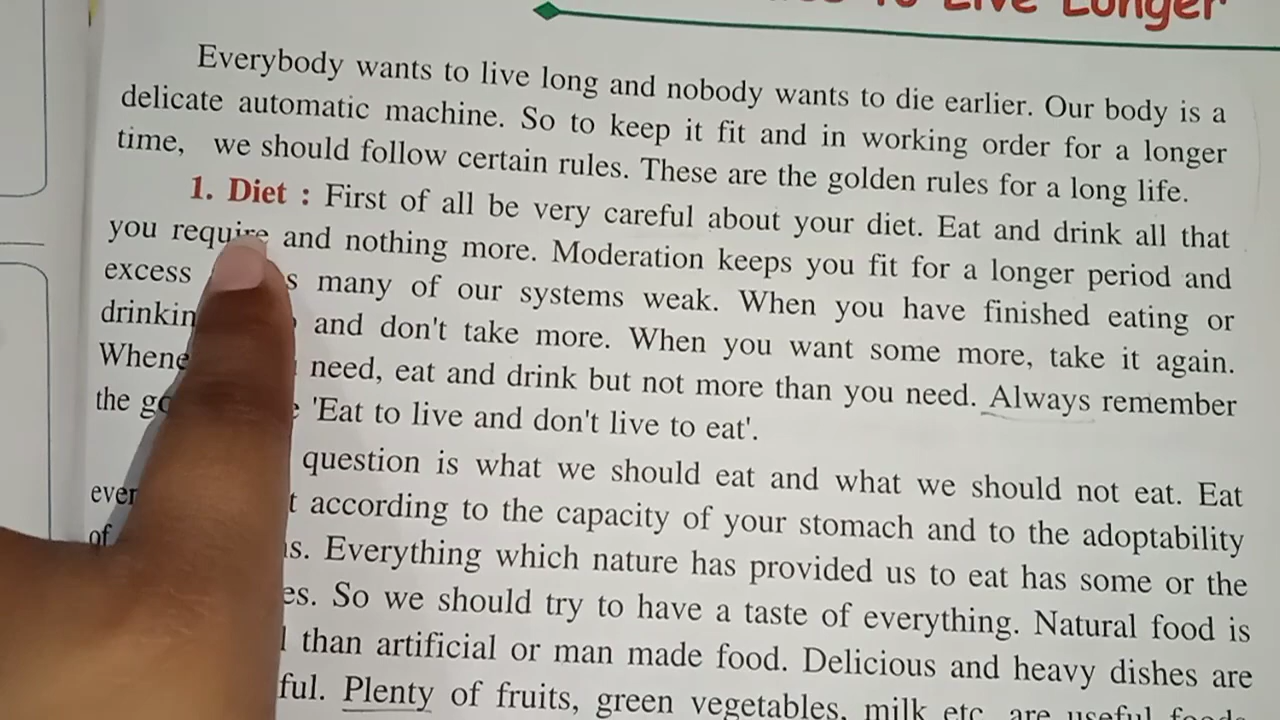 To Live Longer
Everybody wants to live long and nobody wants to die earlier. Our body is a
delicate automatic machine. So to keep it fit and in working order for a longer
time, we should follow certain rules. These are the golden rules for a long life.
1. Diet : First of all be very careful about your diet. Eat and drink all that
you require and nothing more. Moderation keeps you fit for a longer period and
excess many of our systems weak. When you have finished eating or
and don't take more. When you want some more, take it again.
need, eat and drink but not more than you need. Always remember
the 'Eat to live and don't live to eat'.
question is what we should eat and what we should not eat. Eat
according to the capacity of your stomach and to the adoptability
of
Everything which nature has provided us to eat has some or the
So we should try to have a taste of everything. Natural food is
than artificial or man made food. Delicious and heavy dishes are
Plenty of fruits, green vegetables, milk etc. are useful foods